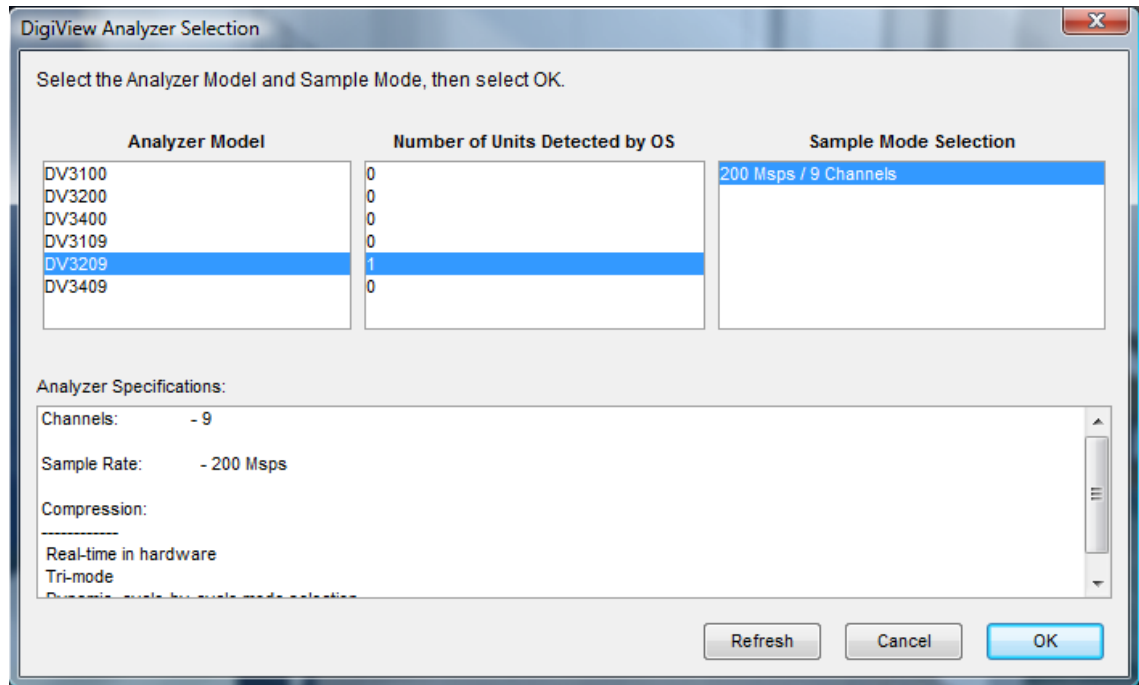 DigiView Analyzer Selection
Select the Analyzer Model and Sample Mode, then select OK.
Analyzer Model Number of Units Detected by OS Sample Mode Selection
DV3100 0 200 Msps / 9 Channels
DV3200 0
DV3400 0
DV3109 0
DV3209 1
DV3409 0
Analyzer Specifications:
Channels: - 9
Sample Rate: - 200 Msps
Compression:
------------
Real-time in hardware
Tri-mode
Refresh Cancel OK